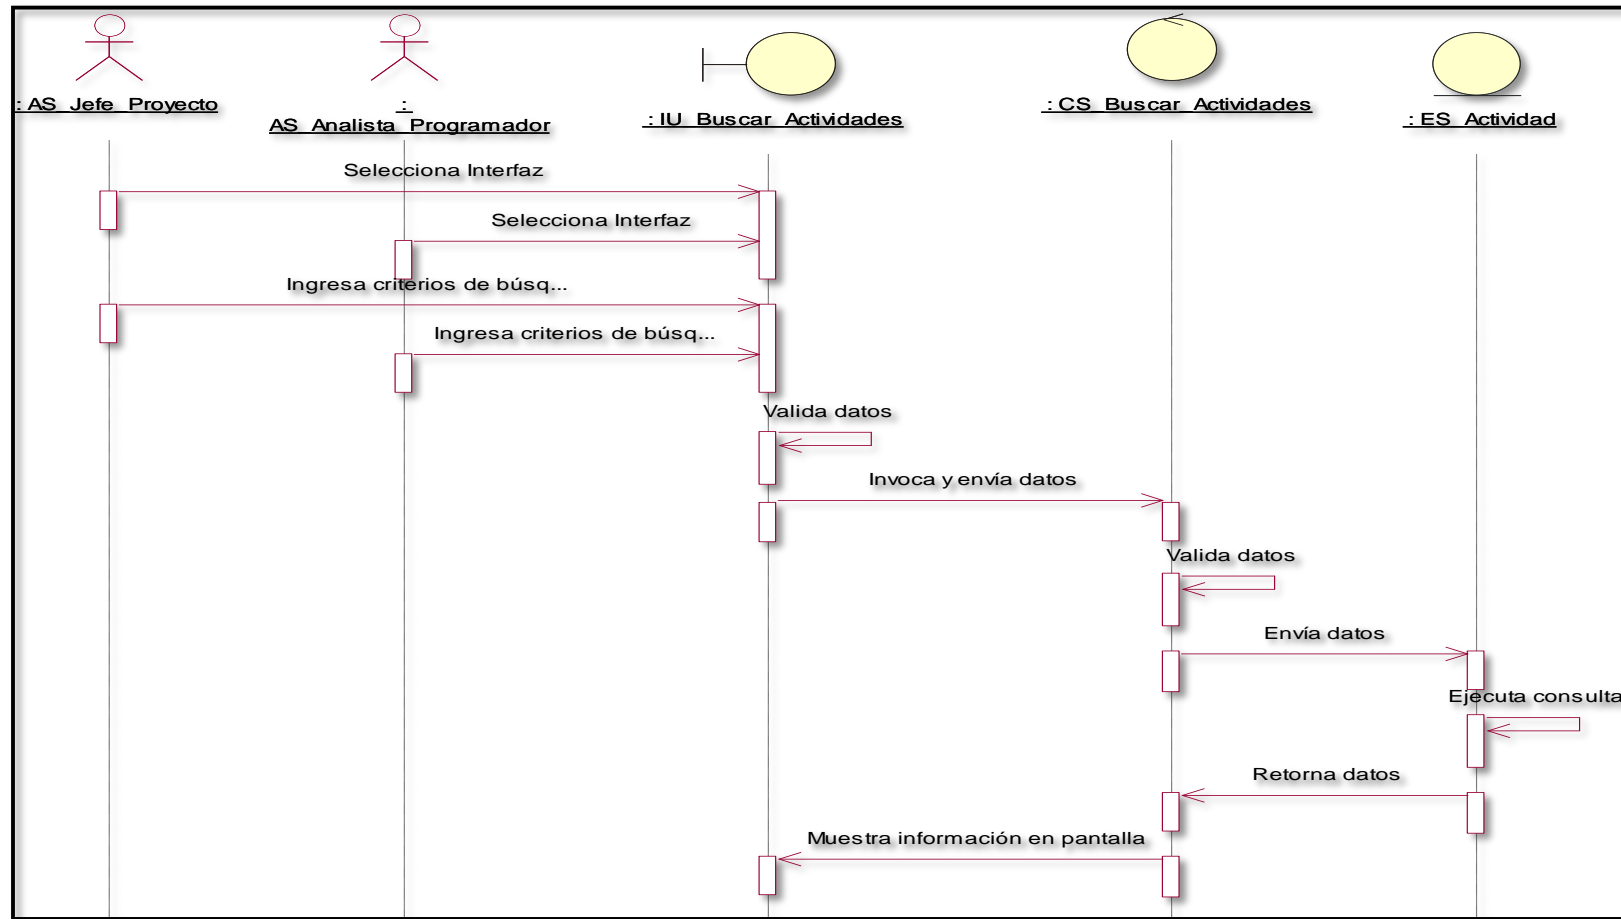 : AS_Jefe_Proyecto
:
AS_Analista_Programador
: IU_Buscar_Actividades
: CS_Buscar_Actividades
: ES_Actividad
Selecciona Interfaz
Selecciona Interfaz
Ingresa criterios de búsq...
Ingresa criterios de búsq...
Valida datos
Invoca y envía datos
Valida datos
Envía datos
Ejecuta consulta
Retorna datos
Muestra información en pantalla